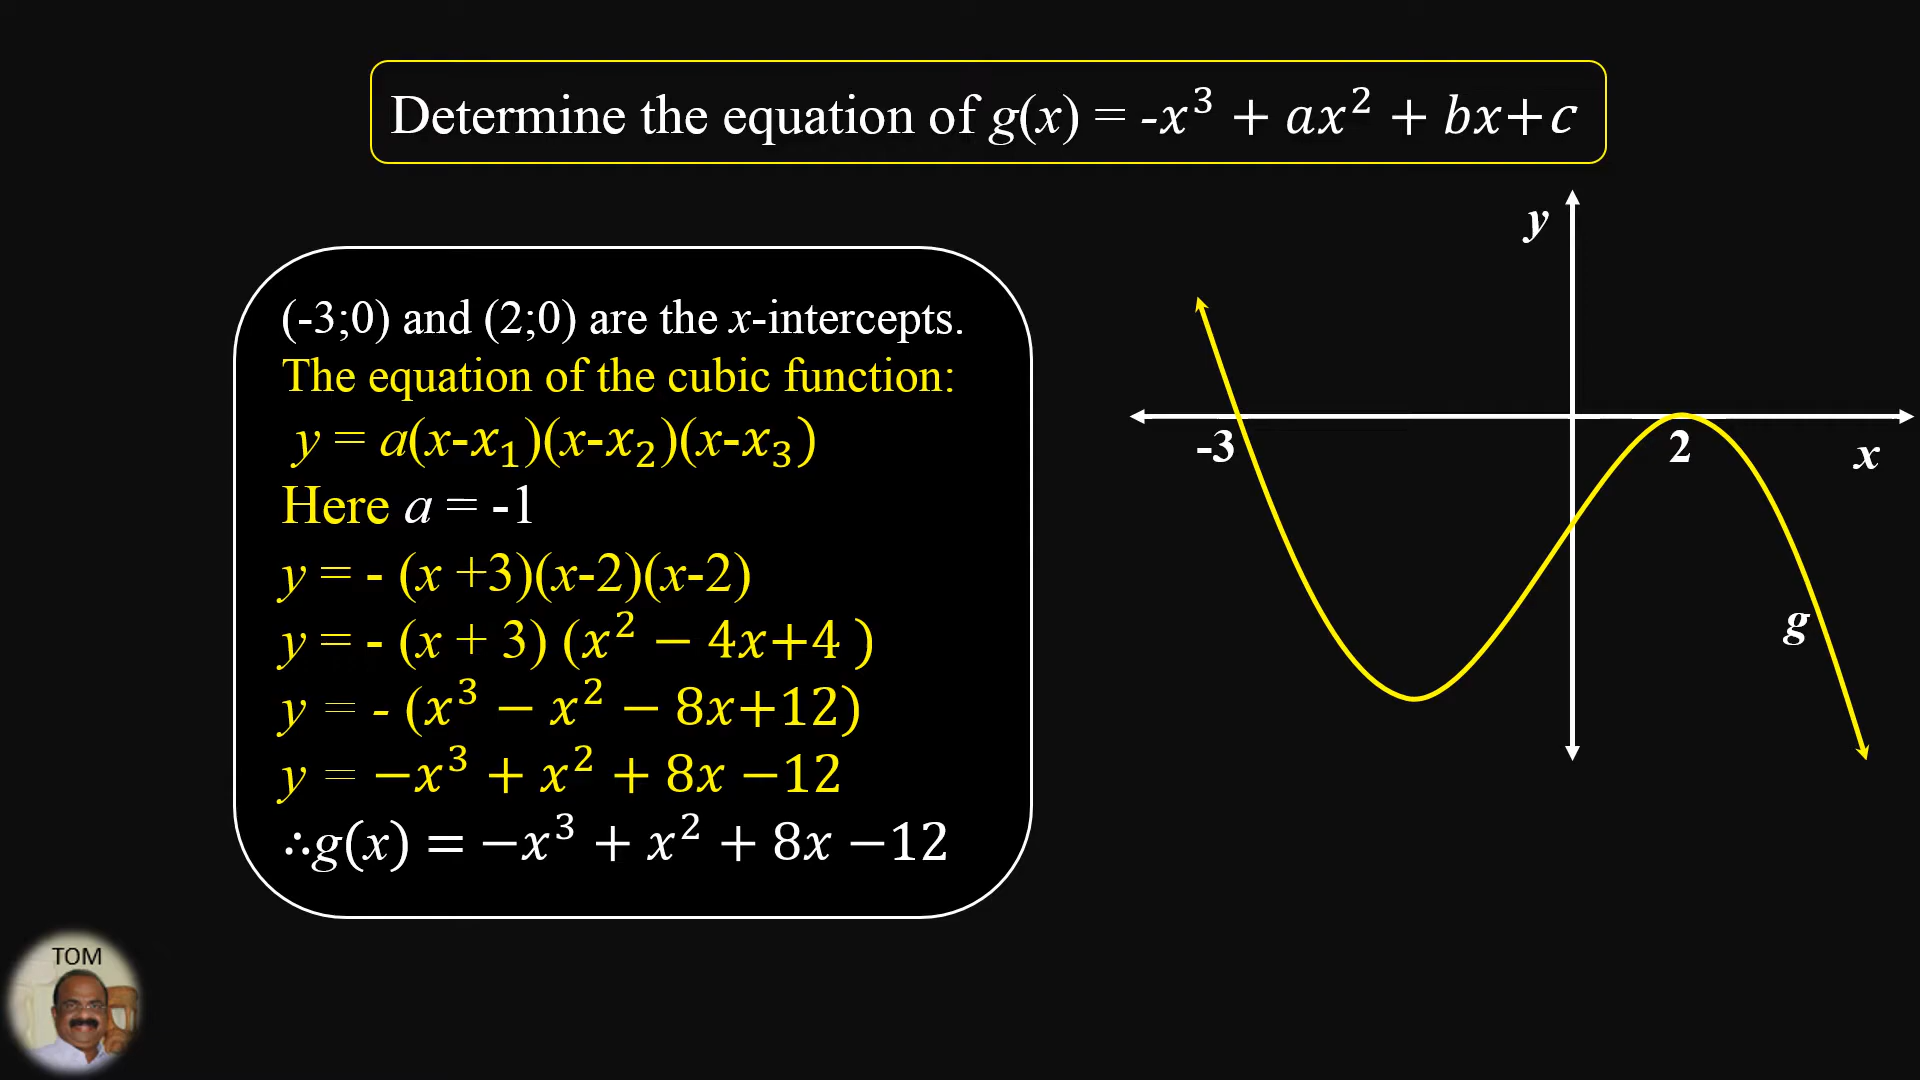 Determine the equation of g(x) = -x³ + ax² + bx+c
(-3;0) and (2;0) are the x-intercepts.
The equation of the cubic function:
y = a(x-x₁)(x-x₂)(x-x₃)
Here a = -1
y = - (x +3)(x-2)(x-2)
y = - (x + 3) (x² − 4x+4 )
y = - (x³ − x² − 8x+12)
y = −x³ + x² + 8x −12
∴g(x) = −x³ + x² + 8x −12
y
-3
2
x
g
TOM